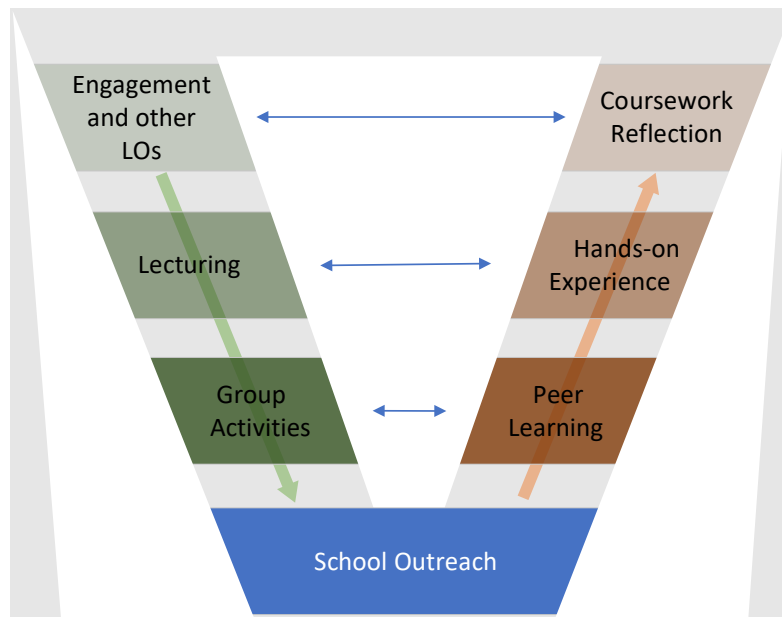 Engagement
and other
LOs
Coursework
Reflection
Lecturing
Hands-on
Experience
Group
Activities
Peer
Learning
School Outreach